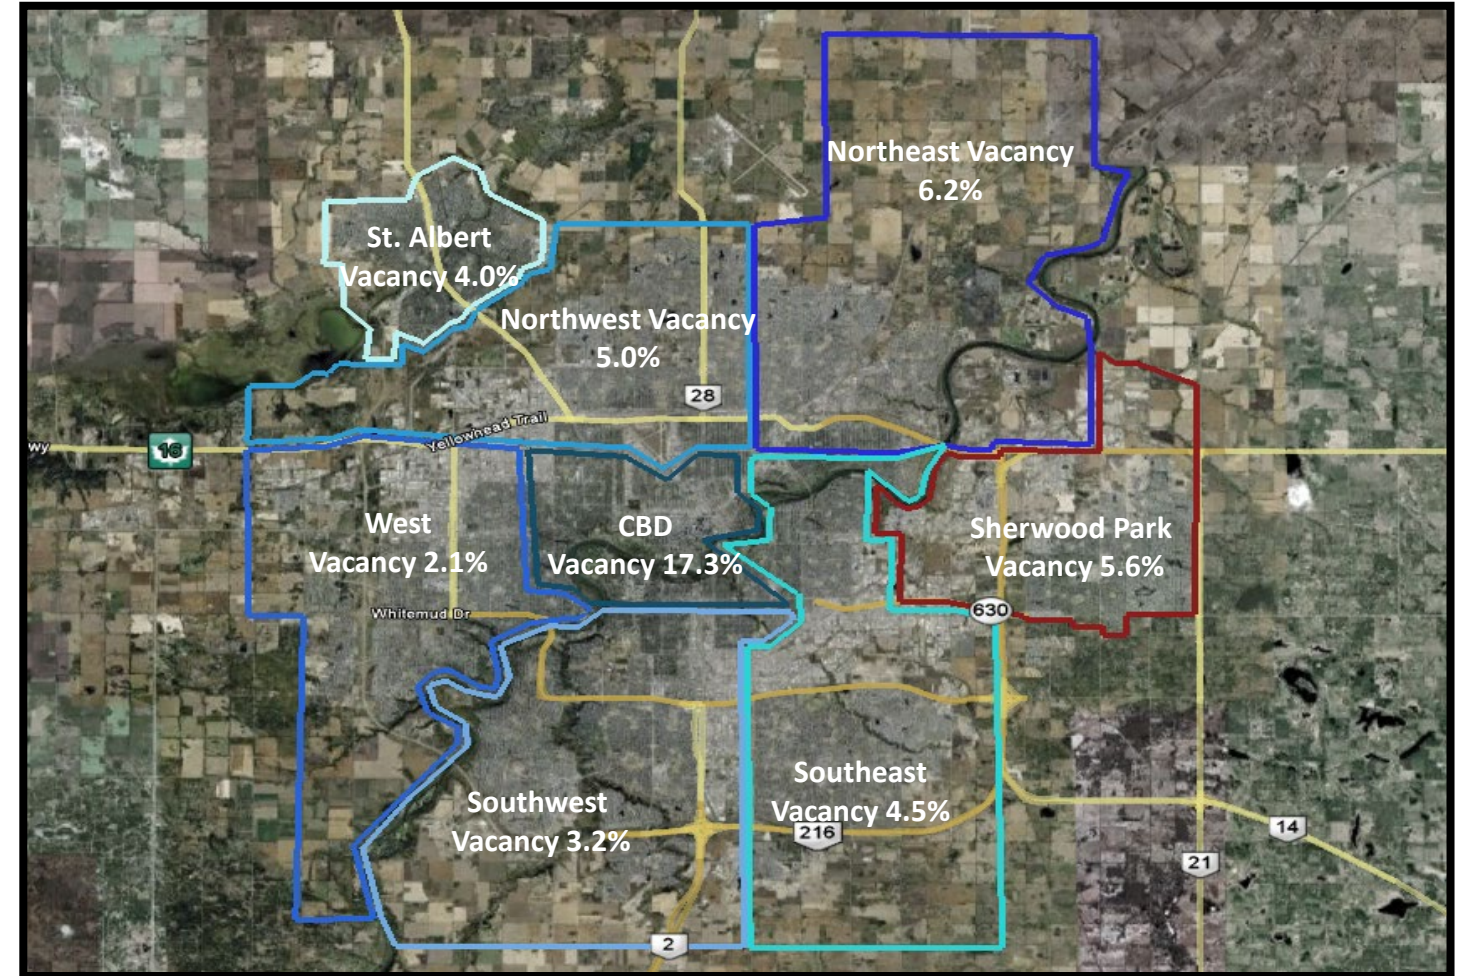 Northeast Vacancy
6.2%
St. Albert
Vacancy 4.0%
Northwest Vacancy
5.0%
28
Yellowhead Trail
wy
16
West
Vacancy 2.1%
CBD
Vacancy 17.3%
Sherwood Park
Vacancy 5.6%
Whitemud Dr
630
Southwest
Vacancy 3.2%
Southeast
Vacancy 4.5%
216
14
21
2